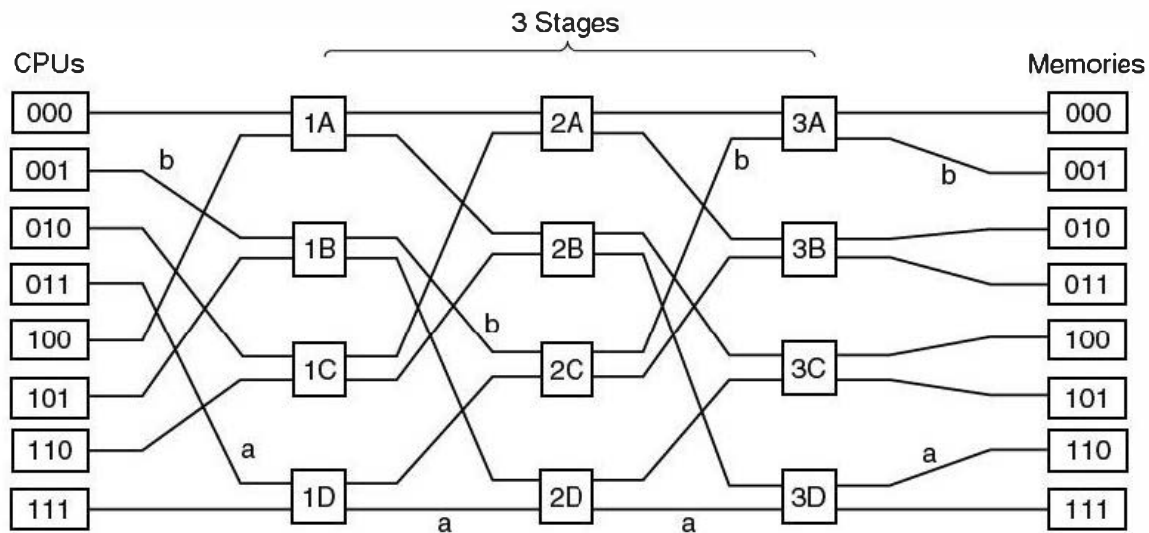 3 Stages
CPUs
Memories
000 1A 2A 3A 000
b b
001 b 001
010 1B 2B 3B 010
011 011
b
100 100
1C 2C 3C
101 101
110 a a 110
1D 2D 3D
111 a a 111